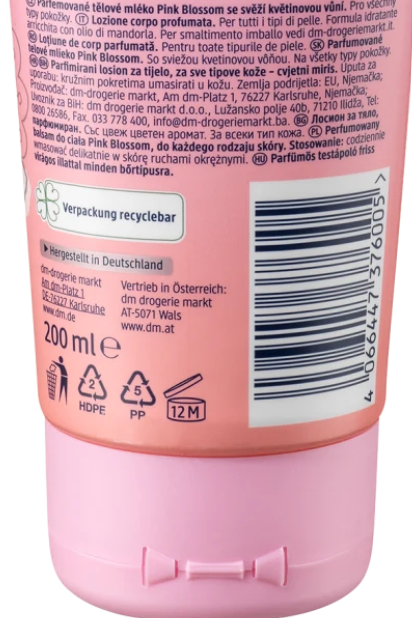 (CZ) Parfemované tělové mléko Pink Blossom se svěží květinovou vůní. Pro všechny
typy pokožky. (IT) Lozione corpo profumata. Per tutti i tipi di pelle. Formula idratante
arricchita con olio di mandorla. Per smaltimento imballo vedi dm-drogeriemarkt.it.
(RO) Loțiune de corp parfumată. Pentru toate tipurile de piele. (SK) Parfumované
telové mlieko Pink Blossom. So sviežou kvetinovou vôňou. Na všetky typy pokožky.
Parfimirani losion za tijelo, za sve tipove kože – cvjetni miris. Uputa za
uporabu: kružnim pokretima umasirati u kožu. Zemlja podrijetla: EU, Njemačka;
Proizvođač: dm-drogerie markt, Am dm-Platz 1, 76227 Karlsruhe, Njemačka;
Uvoznik za BiH: dm drogerie markt d.o.o., Lužansko polje 40b, 71210 Ilidža, Tel:
0800 26586, Fax. 033 778 400, info@dm-drogeriemarkt.ba. (BG) Лосион за тяло,
парфюмиран. Със свеж цветен аромат. За всеки тип кожа. (PL) Perfumowany
balsam do ciała Pink Blossom, do każdego rodzaju skóry. Stosowanie: codziennie
wmasować delikatnie w skórę ruchami okrężnymi. (HU) Parfümös testápoló friss
virágos illattal minden bőrtípusra.
Verpackung recyclebar
Hergestellt in Deutschland
dm-drogerie markt
Am dm-Platz 1
DE-76227 Karlsruhe
www.dm.de
Vertrieb in Österreich:
dm drogerie markt
AT-5071 Wals
www.dm.at
200 ml e
2
HDPE
5
PP
12 M
4 066447 376005 >